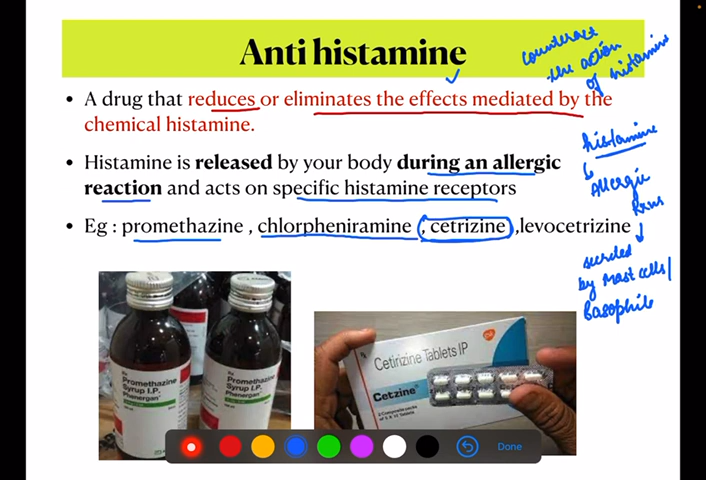 Anti histamine
counteract
the action
of histamine
• A drug that reduces or eliminates the effects mediated by the
chemical histamine.
histamine
Allergic
Rxns
secreted
by Mast cells/
Basophils
• Histamine is released by your body during an allergic
reaction and acts on specific histamine receptors
• Eg : promethazine , chlorpheniramine , cetrizine ,levocetrizine
Promethazine
Syrup I.P.
Phenergan
Promethazine
Syrup I.P.
Phenergan
Rx
Cetirizine Tablets IP
Cetzine
gsk
Done